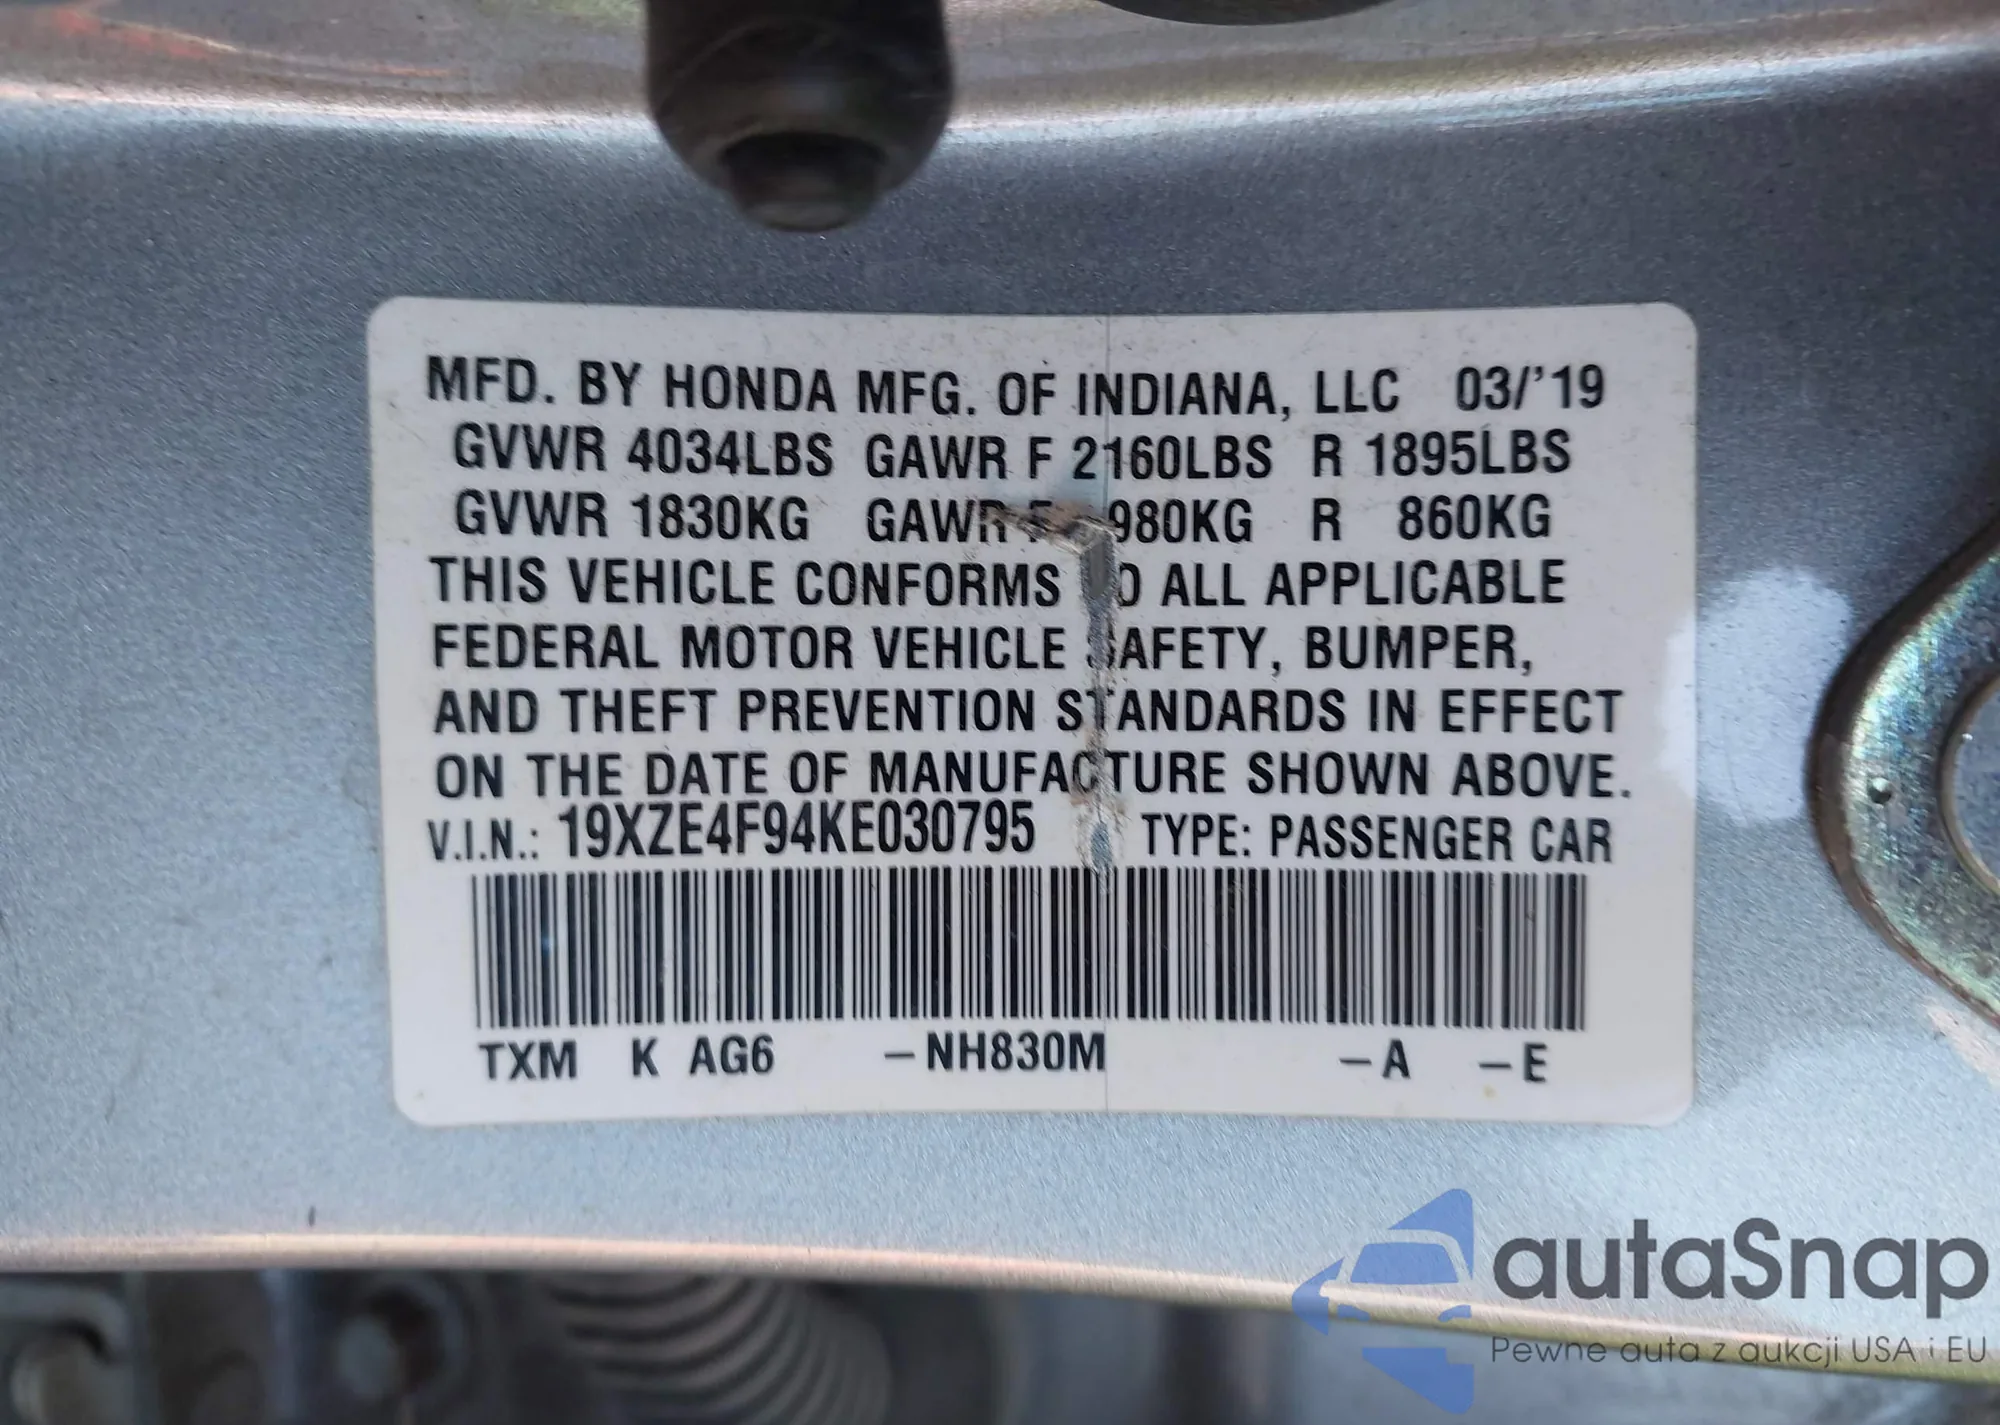 MFD. BY HONDA MFG. OF INDIANA, LLC 03/'19
GVWR 4034LBS GAWR F 2160LBS R 1895LBS
GVWR 1830KG GAWR F 980KG R 860KG
THIS VEHICLE CONFORMS ALL APPLICABLE
FEDERAL MOTOR VEHICLE SAFETY, BUMPER,
AND THEFT PREVENTION STANDARDS IN EFFECT
ON THE DATE OF MANUFACTURE SHOWN ABOVE.
V.I.N.: 19XZE4F94KE030795 TYPE: PASSENGER CAR
TXM K AG6 –NH830M –A –E
autaSnap
Pewne auta z aukcji USA i EU